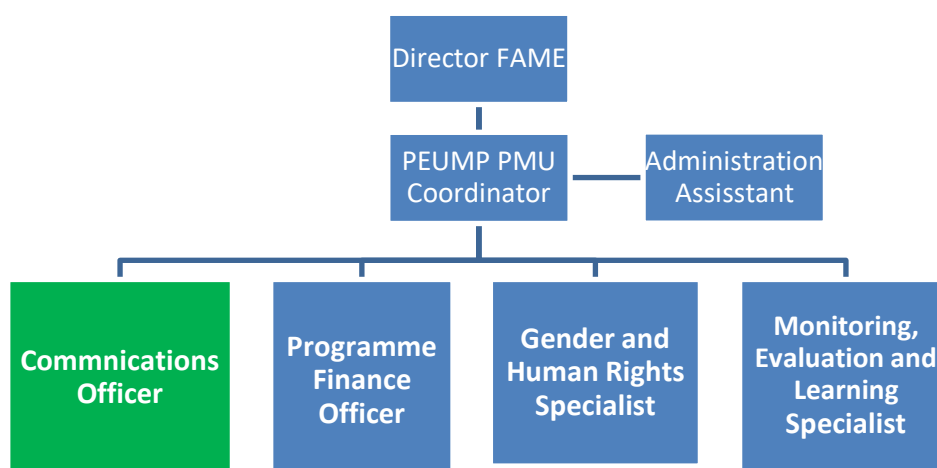 Director FAME
PEUMP PMU
Coordinator
Administration
Assisstant
Commnications
Officer
Programme
Finance
Officer
Gender and
Human Rights
Specialist
Monitoring,
Evaluation and
Learning
Specialist